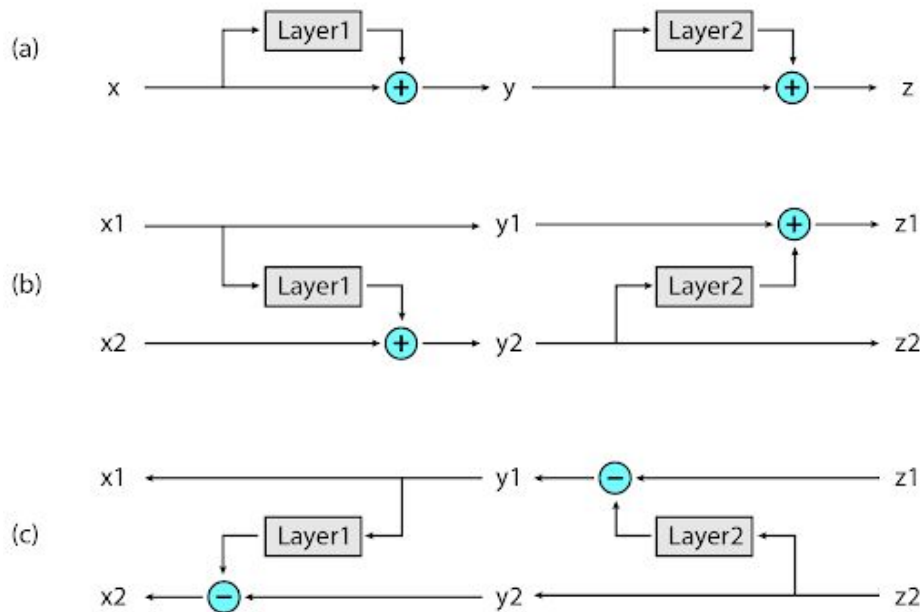 (a)
Layer1
Layer2
x
+
y
+
z
(b)
x1
y1
+
z1
Layer1
Layer2
x2
+
y2
z2
(c)
x1
y1
−
z1
Layer1
Layer2
x2
−
y2
z2